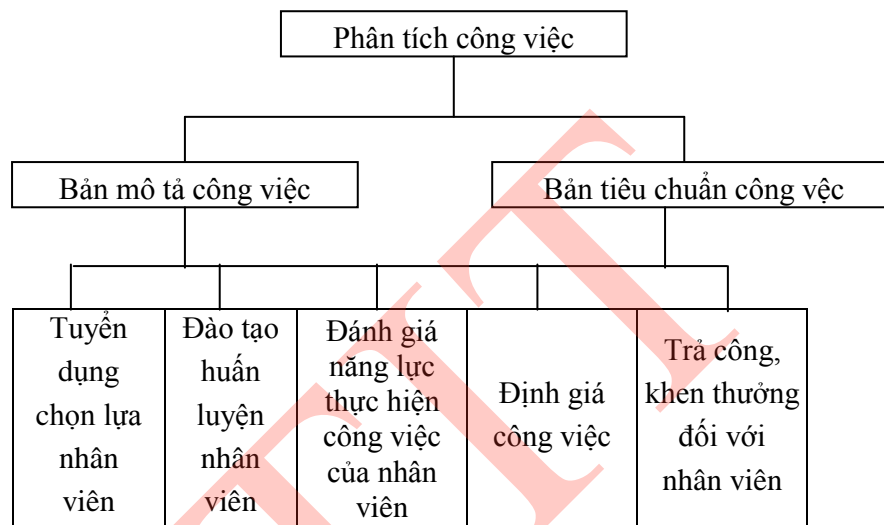 Phân tích công việc
Bản mô tả công việc
Bản tiêu chuẩn công vệc
Tuyển
dụng
chọn lựa
nhân
viên
Đào tạo
huấn
luyện
nhân
viên
Đánh giá
năng lực
thực hiện
công việc
của nhân
viên
Định giá
công việc
Trả công,
khen thưởng
đối với
nhân viên